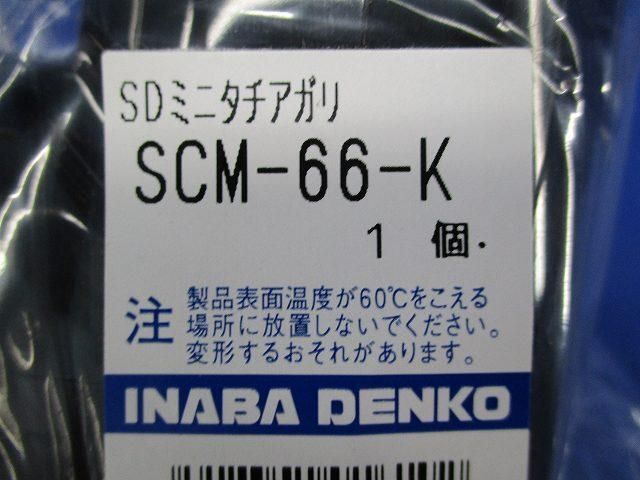 SDミニタチアガリ
SCM-66-K
1 個.
注 製品表面温度が60℃をこえる
場所に放置しないでください。
変形するおそれがあります。
INABA DENKO